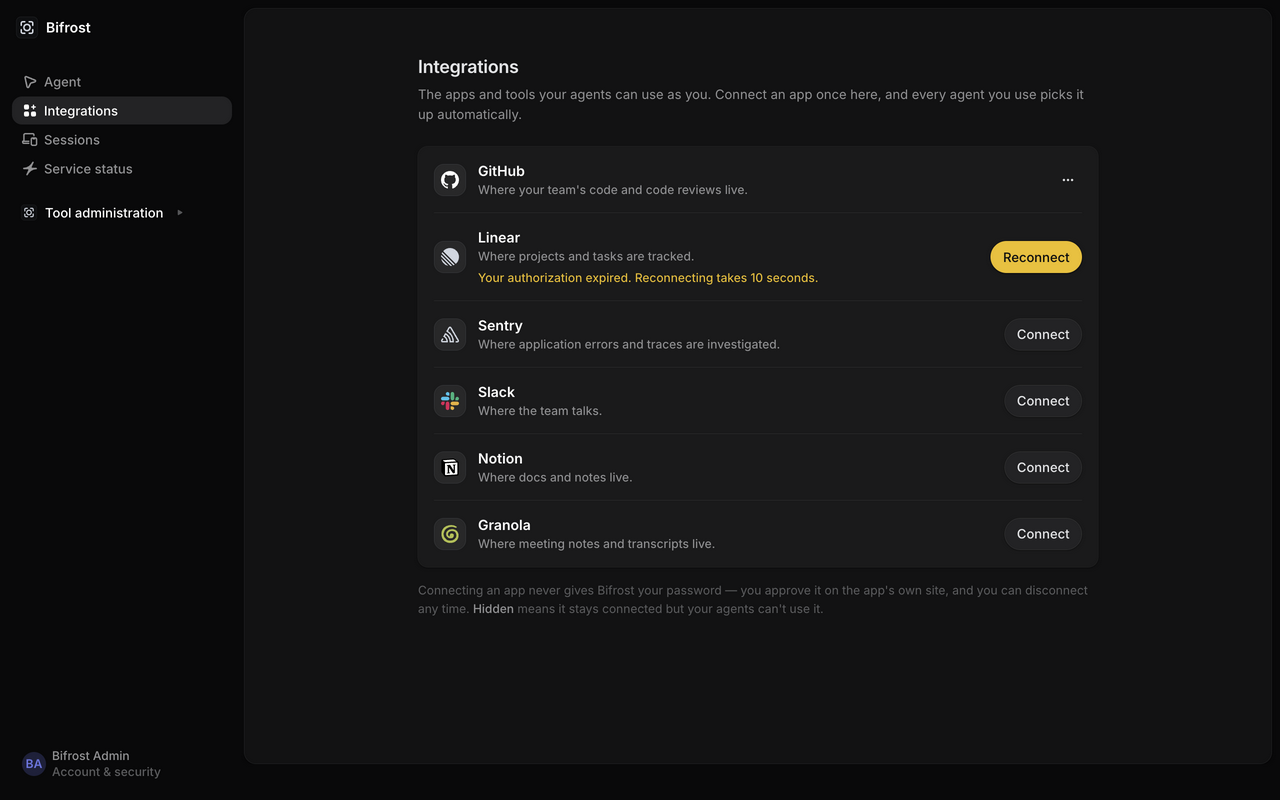 Bifrost
Agent
Integrations
Sessions
Service status
Tool administration
Integrations
The apps and tools your agents can use as you. Connect an app once here, and every agent you use picks it
up automatically.
GitHub
Where your team's code and code reviews live.
Linear
Where projects and tasks are tracked.
Your authorization expired. Reconnecting takes 10 seconds.
Reconnect
Sentry
Where application errors and traces are investigated.
Connect
Slack
Where the team talks.
Connect
Notion
Where docs and notes live.
Connect
Granola
Where meeting notes and transcripts live.
Connect
Connecting an app never gives Bifrost your password — you approve it on the app's own site, and you can disconnect
any time. Hidden means it stays connected but your agents can't use it.
BA
Bifrost Admin
Account & security